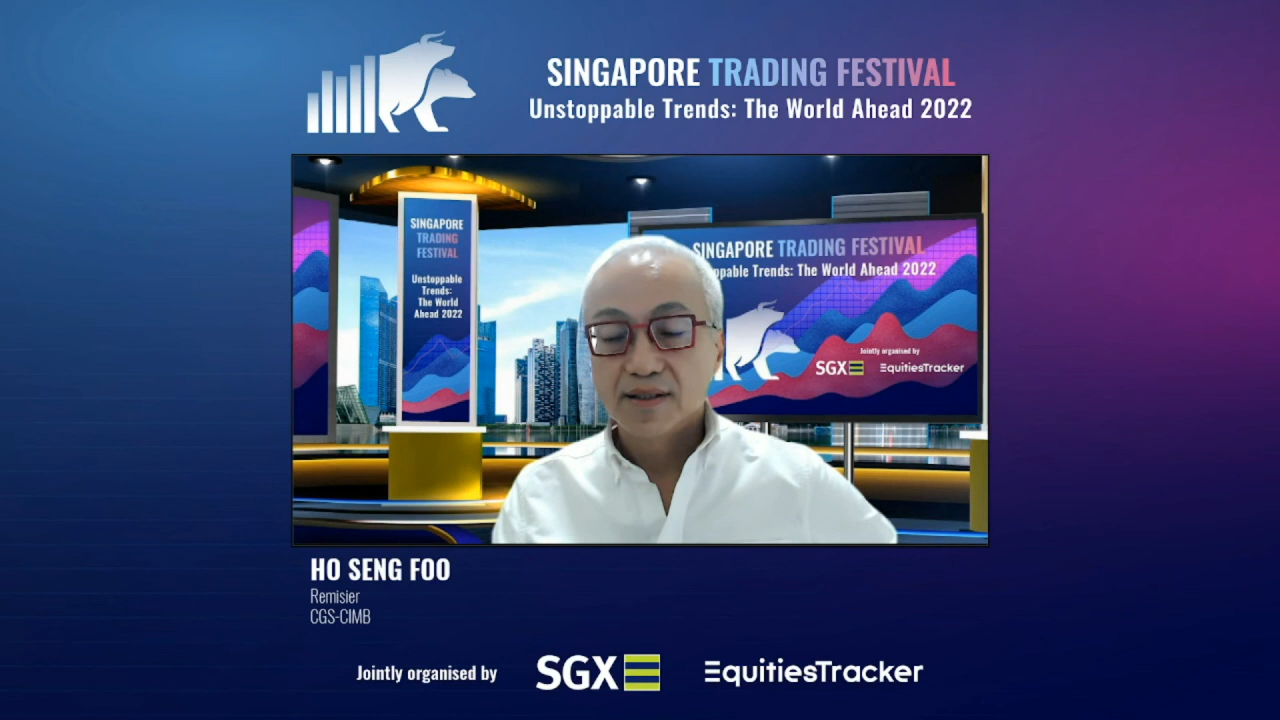 SINGAPORE TRADING FESTIVAL
Unstoppable Trends: The World Ahead 2022
SINGAPORE
TRADING
FESTIVAL
Unstoppable
Trends:
The World
Ahead 2022
SINGAPORE TRADING FESTIVAL
ppable Trends: The World Ahead 2022
Jointly organised by
SGX EquitiesTracker
HO SENG FOO
Remisier
CGS-CIMB
Jointly organised by SGX EquitiesTracker